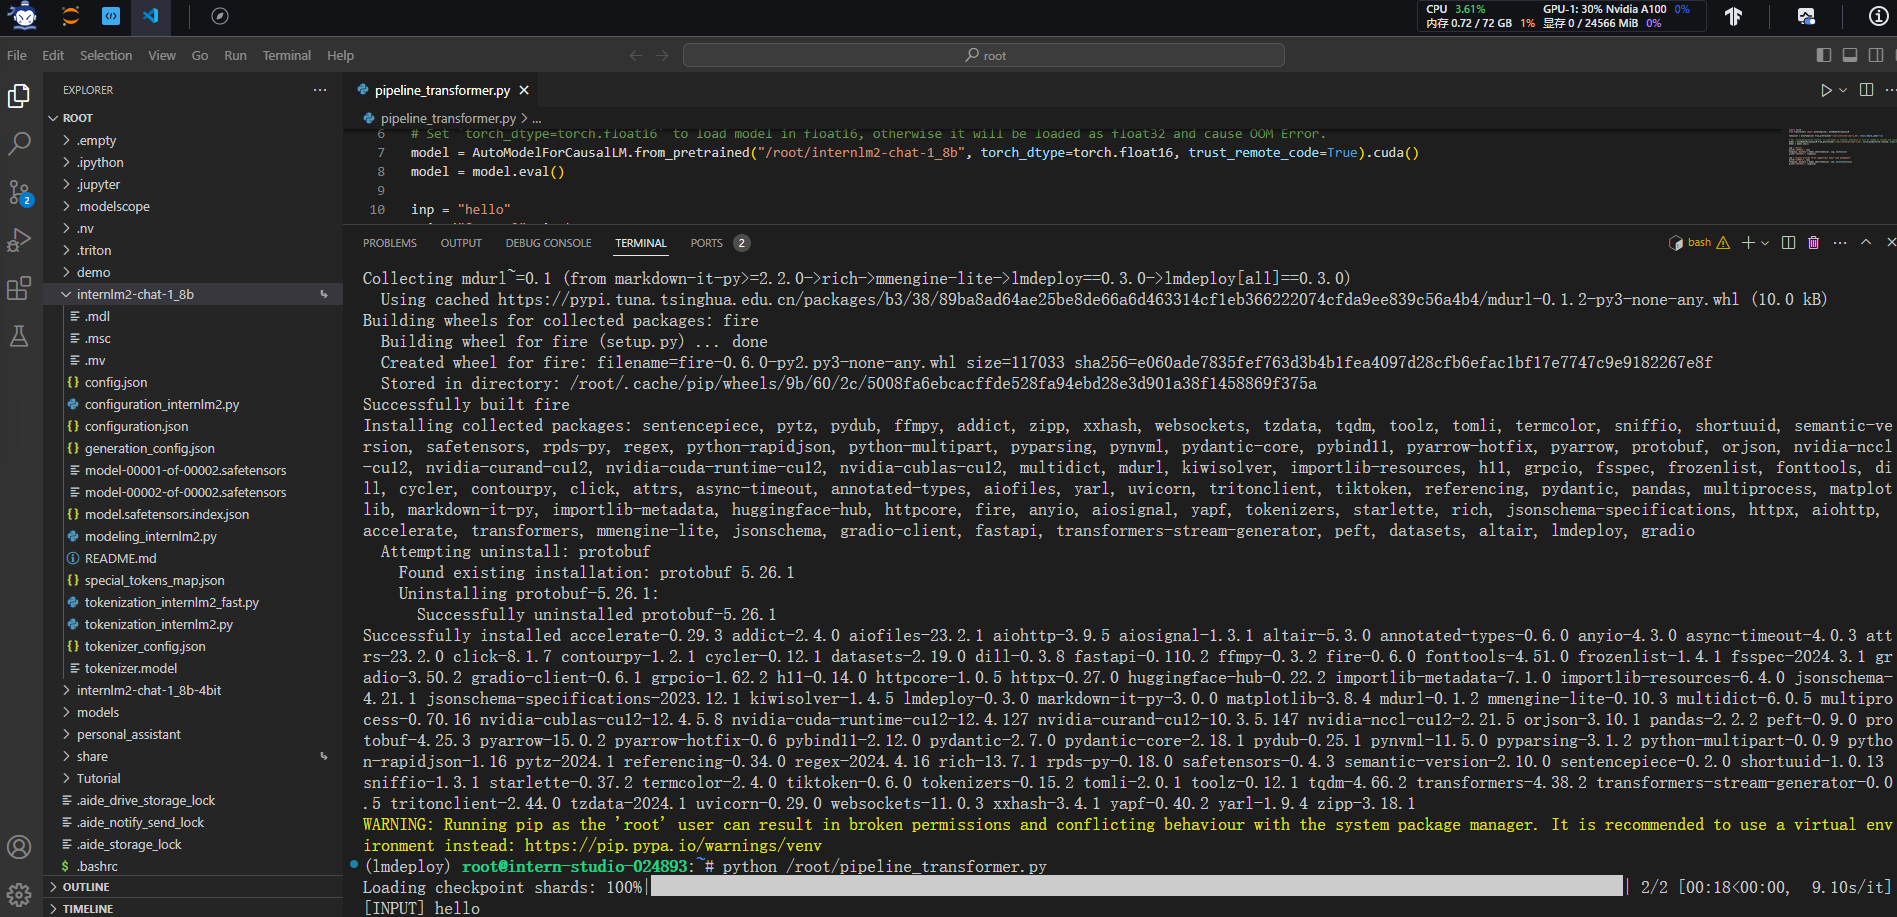 CPU 3.61% GPU-1: 30% Nvidia A100 0%
内存 0.72 / 72 GB 1% 显存 0 / 24566 MiB 0%
File Edit Selection View Go Run Terminal Help
root
EXPLORER
ROOT
.empty
.ipython
.jupyter
.modelscope
.nv
.triton
demo
internlm2-chat-1_8b
.mdl
.msc
.mv
config.json
configuration_internlm2.py
configuration.json
generation_config.json
model-00001-of-00002.safetensors
model-00002-of-00002.safetensors
model.safetensors.index.json
modeling_internlm2.py
README.md
special_tokens_map.json
tokenization_internlm2_fast.py
tokenization_internlm2.py
tokenizer_config.json
tokenizer.model
internlm2-chat-1_8b-4bit
models
personal_assistant
share
Tutorial
.aide_drive_storage_lock
.aide_notify_send_lock
.aide_storage_lock
.bashrc
OUTLINE
TIMELINE
2
pipeline_transformer.py
pipeline_transformer.py > ...
6 # Set `torch_dtype=torch.float16` to load model in float16, otherwise it will be loaded as float32 and cause OOM Error.
7 model = AutoModelForCausalLM.from_pretrained("/root/internlm2-chat-1_8b", torch_dtype=torch.float16, trust_remote_code=True).cuda()
8 model = model.eval()
9
10 inp = "hello"
PROBLEMS OUTPUT DEBUG CONSOLE TERMINAL PORTS 2
bash
Collecting mdurl~=0.1 (from markdown-it-py>=2.2.0->rich->mmengine-lite->lmdeploy==0.3.0->lmdeploy[all]==0.3.0)
Using cached https://pypi.tuna.tsinghua.edu.cn/packages/b3/38/89ba8ad64ae25be8de66a6d463314cf1eb366222074cfda9ee839c56a4b4/mdurl-0.1.2-py3-none-any.whl (10.0 kB)
Building wheels for collected packages: fire
Building wheel for fire (setup.py) ... done
Created wheel for fire: filename=fire-0.6.0-py2.py3-none-any.whl size=117033 sha256=e060ade7835fef763d3b4b1fea4097d28cfb6efac1bf17e7747c9e9182267e8f
Stored in directory: /root/.cache/pip/wheels/9b/60/2c/5008fa6ebcacffde528fa94ebd28e3d901a38f1458869f375a
Successfully built fire
Installing collected packages: sentencepiece, pytz, pydub, ffmpy, addict, zipp, xxhash, websockets, tzdata, tqdm, toolz, tomli, termcolor, sniffio, shortuuid, semantic-ve
rsion, safetensors, rpds-py, regex, python-rapidjson, python-multipart, pyparsing, pynvml, pydantic-core, pybind11, pyarrow-hotfix, pyarrow, protobuf, orjson, nvidia-nccl
-cu12, nvidia-curand-cu12, nvidia-cuda-runtime-cu12, nvidia-cublas-cu12, multidict, mdurl, kiwisolver, importlib-resources, h11, grpcio, fsspec, frozenlist, fonttools, di
ll, cycler, contourpy, click, attrs, async-timeout, annotated-types, aiofiles, yarl, uvicorn, tritonclient, tiktoken, referencing, pydantic, pandas, multiprocess, matplot
lib, markdown-it-py, importlib-metadata, huggingface-hub, httpcore, fire, anyio, aiosignal, yapf, tokenizers, starlette, rich, jsonschema-specifications, httpx, aiohttp,
accelerate, transformers, mmengine-lite, jsonschema, gradio-client, fastapi, transformers-stream-generator, peft, datasets, altair, lmdeploy, gradio
Attempting uninstall: protobuf
Found existing installation: protobuf 5.26.1
Uninstalling protobuf-5.26.1:
Successfully uninstalled protobuf-5.26.1
Successfully installed accelerate-0.29.3 addict-2.4.0 aiofiles-23.2.1 aiohttp-3.9.5 aiosignal-1.3.1 altair-5.3.0 annotated-types-0.6.0 anyio-4.3.0 async-timeout-4.0.3 att
rs-23.2.0 click-8.1.7 contourpy-1.2.1 cycler-0.12.1 datasets-2.19.0 dill-0.3.8 fastapi-0.110.2 ffmpy-0.3.2 fire-0.6.0 fonttools-4.51.0 frozenlist-1.4.1 fsspec-2024.3.1 gr
adio-3.50.2 gradio-client-0.6.1 grpcio-1.62.2 h11-0.14.0 httpcore-1.0.5 httpx-0.27.0 huggingface-hub-0.22.2 importlib-metadata-7.1.0 importlib-resources-6.4.0 jsonschema-
4.21.1 jsonschema-specifications-2023.12.1 kiwisolver-1.4.5 lmdeploy-0.3.0 markdown-it-py-3.0.0 matplotlib-3.8.4 mdurl-0.1.2 mmengine-lite-0.10.3 multidict-6.0.5 multipro
cess-0.70.16 nvidia-cublas-cu12-12.4.5.8 nvidia-cuda-runtime-cu12-12.4.127 nvidia-curand-cu12-10.3.5.147 nvidia-nccl-cu12-2.21.5 orjson-3.10.1 pandas-2.2.2 peft-0.9.0 pro
tobuf-4.25.3 pyarrow-15.0.2 pyarrow-hotfix-0.6 pybind11-2.12.0 pydantic-2.7.0 pydantic-core-2.18.1 pydub-0.25.1 pynvml-11.5.0 pyparsing-3.1.2 python-multipart-0.0.9 pytho
n-rapidjson-1.16 pytz-2024.1 referencing-0.34.0 regex-2024.4.16 rich-13.7.1 rpds-py-0.18.0 safetensors-0.4.3 semantic-version-2.10.0 sentencepiece-0.2.0 shortuuid-1.0.13
sniffio-1.3.1 starlette-0.37.2 termcolor-2.4.0 tiktoken-0.6.0 tokenizers-0.15.2 tomli-2.0.1 toolz-0.12.1 tqdm-4.66.2 transformers-4.38.2 transformers-stream-generator-0.0
.5 tritonclient-2.44.0 tzdata-2024.1 uvicorn-0.29.0 websockets-11.0.3 xxhash-3.4.1 yapf-0.40.2 yarl-1.9.4 zipp-3.18.1
WARNING: Running pip as the 'root' user can result in broken permissions and conflicting behaviour with the system package manager. It is recommended to use a virtual env
ironment instead: https://pip.pypa.io/warnings/venv
(lmdeploy) root@intern-studio-024893:~# python /root/pipeline_transformer.py
Loading checkpoint shards: 100%| | 2/2 [00:18<00:00, 9.10s/it]
[INPUT] hello